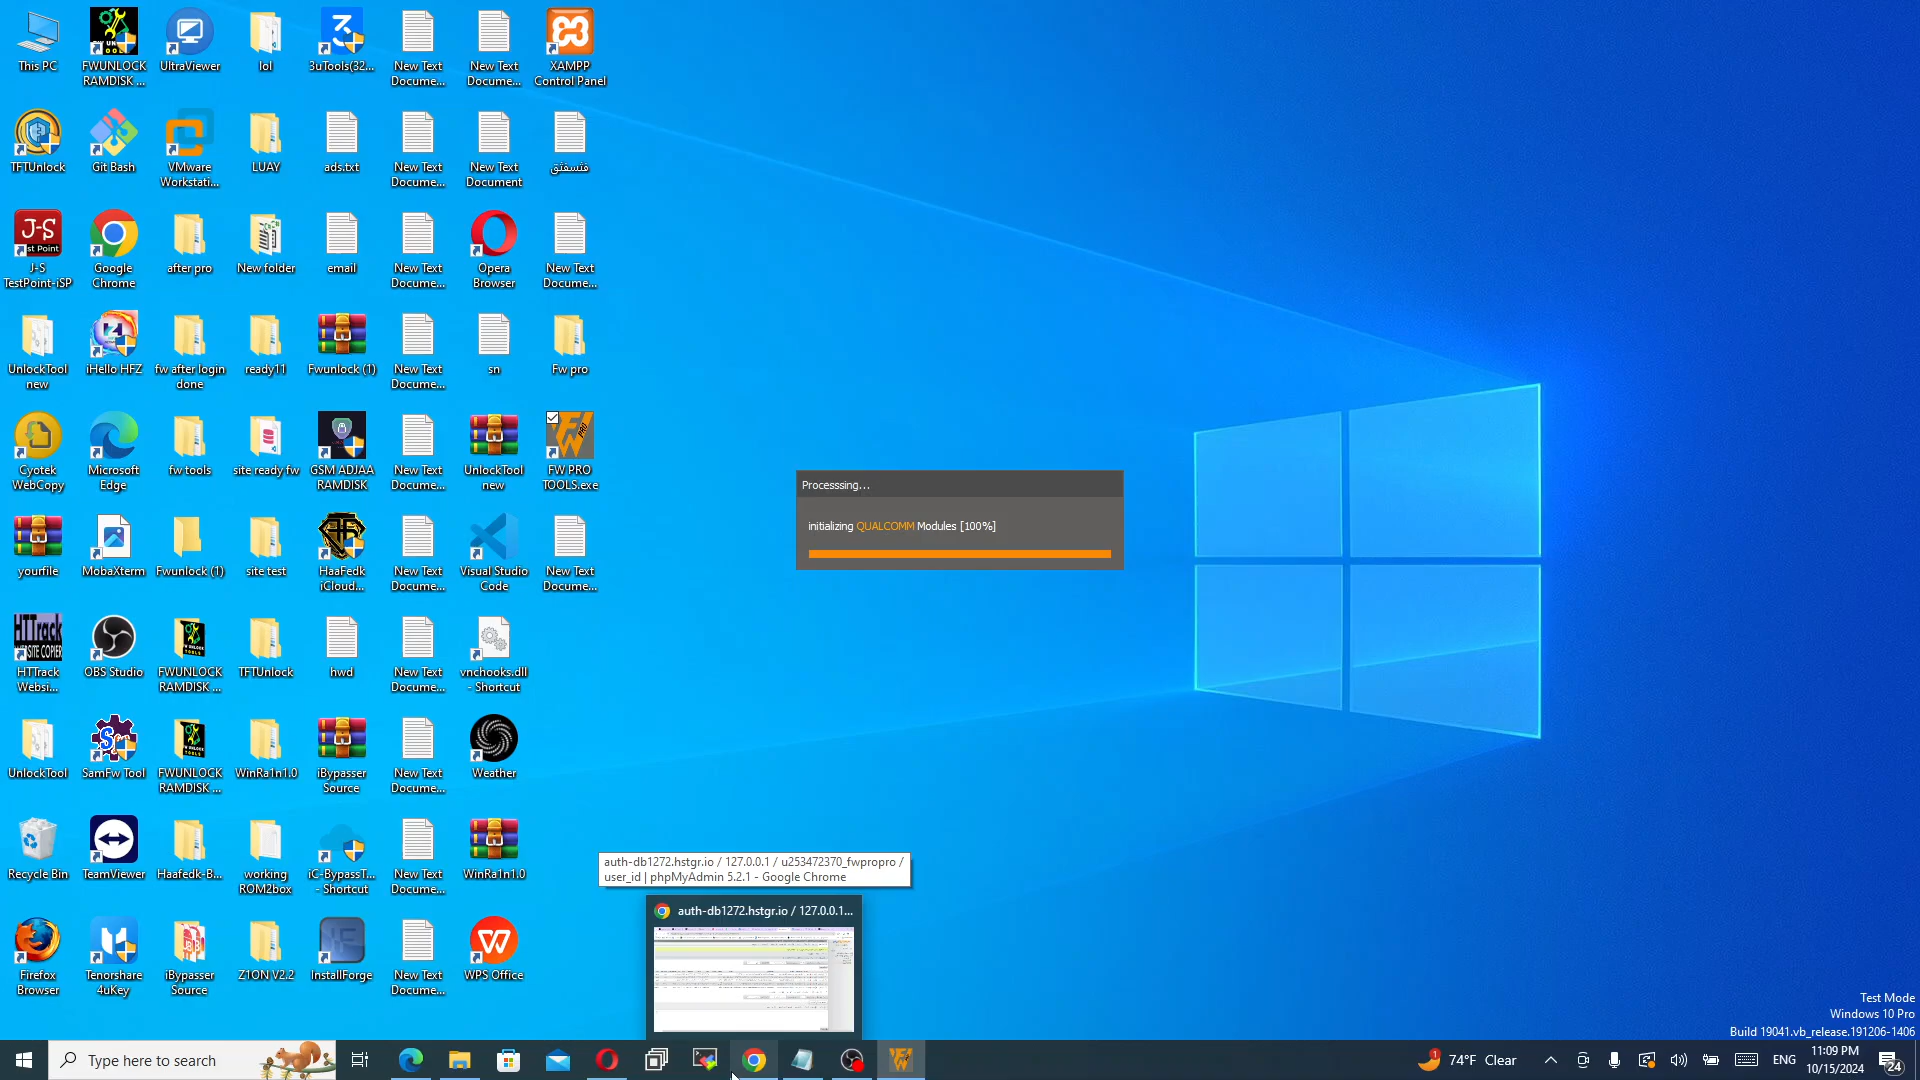 This PC
FWUNLOCK
RAMDISK ...
UltraViewer
lol
3uTools(32...
New Text
Docume...
New Text
Docume...
XAMPP
Control Panel
TFTUnlock
Git Bash
VMware
Workstati...
LUAY
ads.txt
New Text
Docume...
New Text
Document
فتسفثق
J-S
TestPoint-iSP
Google
Chrome
after pro
New folder
email
New Text
Docume...
Opera
Browser
New Text
Docume...
UnlockTool
new
iHello HFZ
fw after login
done
ready11
Fwunlock (1)
New Text
Docume...
sn
Fw pro
Cyotek
WebCopy
Microsoft
Edge
fw tools
site ready fw
GSM ADJAA
RAMDISK
New Text
Docume...
UnlockTool
new
FW PRO
TOOLS.exe
Processsing...
initializing QUALCOMM Modules [100%]
yourfile
MobaXterm
Fwunlock (1)
site test
HaaFedk
iCloud...
New Text
Docume...
Visual Studio
Code
New Text
Docume...
HTTrack
Websi...
OBS Studio
FWUNLOCK
RAMDISK ...
TFTUnlock
hwd
New Text
Docume...
vnchooks.dll
- Shortcut
UnlockTool
SamFw Tool
FWUNLOCK
RAMDISK ...
WinRa1n1.0
iBypasser
Source
New Text
Docume...
Weather
Recycle Bin
TeamViewer
Haafedk-B...
working
ROM2box
iC-BypassT...
- Shortcut
New Text
Docume...
WinRa1n1.0
auth-db1272.hstgr.io / 127.0.0.1 / u253472370_fwpropro /
user_id | phpMyAdmin 5.2.1 - Google Chrome
auth-db1272.hstgr.io / 127.0.0.1...
Firefox
Browser
Tenorshare
4uKey
iBypasser
Source
Z1ON V2.2
InstallForge
New Text
Docume...
WPS Office
Test Mode
Windows 10 Pro
Build 19041.vb_release.191206-1406
Type here to search
74°F Clear
ENG
11:09 PM
10/15/2024
24